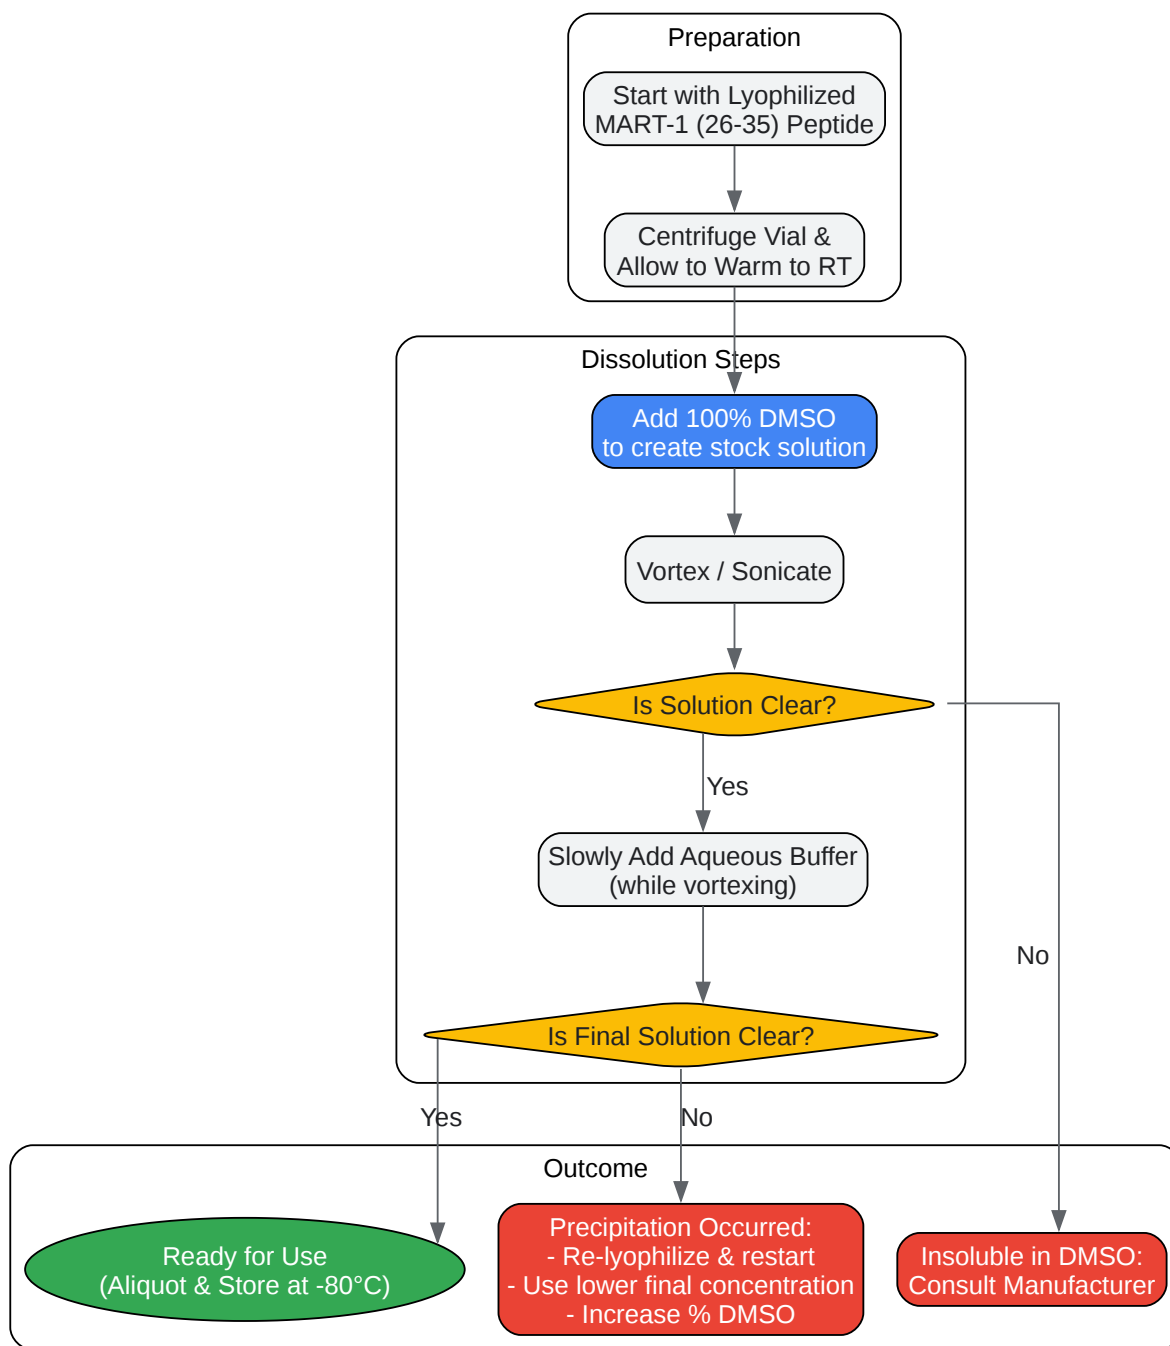 Preparation
Start with Lyophilized
MART-1 (26-35) Peptide
Centrifuge Vial &
Allow to Warm to RT
Dissolution Steps
Add 100% DMSO
to create stock solution
Vortex / Sonicate
Is Solution Clear?
Yes
Slowly Add Aqueous Buffer
(while vortexing)
No
Is Final Solution Clear?
Yes
No
Outcome
Ready for Use
(Aliquot & Store at -80°C)
Precipitation Occurred:
- Re-lyophilize & restart
- Use lower final concentration
- Increase % DMSO
Insoluble in DMSO:
Consult Manufacturer